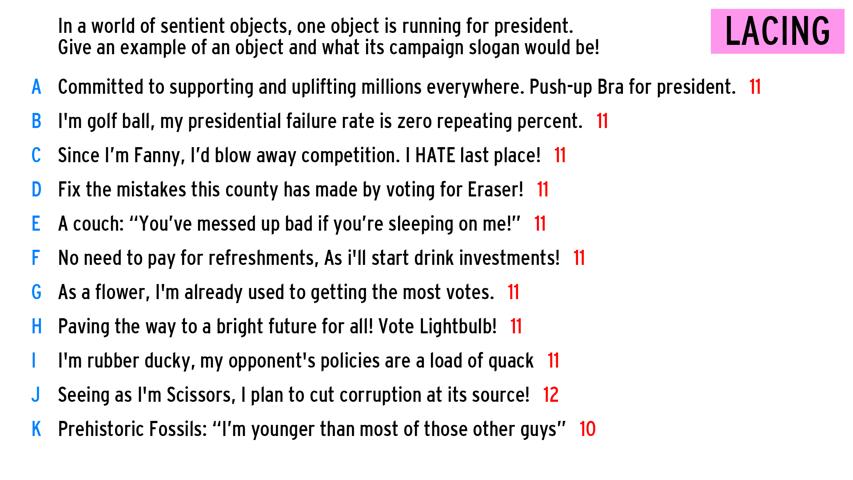 In a world of sentient objects, one object is running for president.
Give an example of an object and what its campaign slogan would be!
LACING
A Committed to supporting and uplifting millions everywhere. Push-up Bra for president. 11
B I'm golf ball, my presidential failure rate is zero repeating percent. 11
C Since I'm Fanny, I'd blow away competition. I HATE last place! 11
D Fix the mistakes this county has made by voting for Eraser! 11
E A couch: “You've messed up bad if you're sleeping on me!” 11
F No need to pay for refreshments, As i'll start drink investments! 11
G As a flower, I'm already used to getting the most votes. 11
H Paving the way to a bright future for all! Vote Lightbulb! 11
I I'm rubber ducky, my opponent's policies are a load of quack 11
J Seeing as I'm Scissors, I plan to cut corruption at its source! 12
K Prehistoric Fossils: “I'm younger than most of those other guys” 10